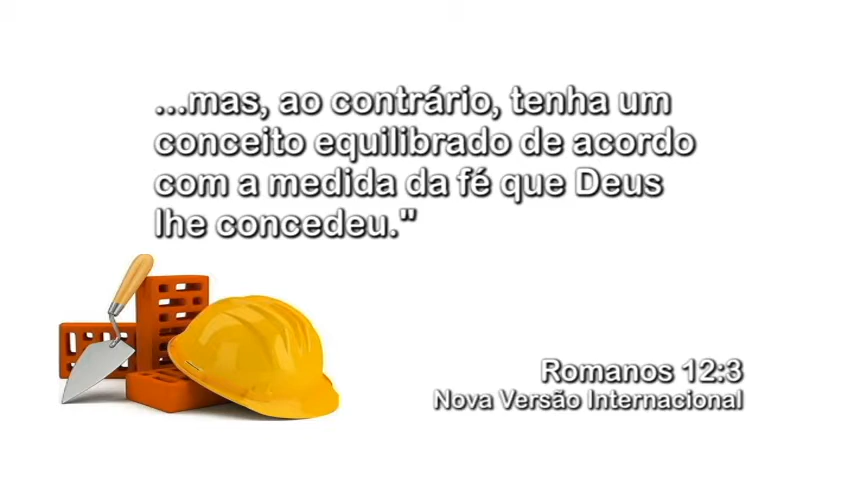 ...mas, ao contrário, tenha um
conceito equilibrado de acordo
com a medida da fé que Deus
lhe concedeu."
Romanos 12:3
Nova Versão Internacional